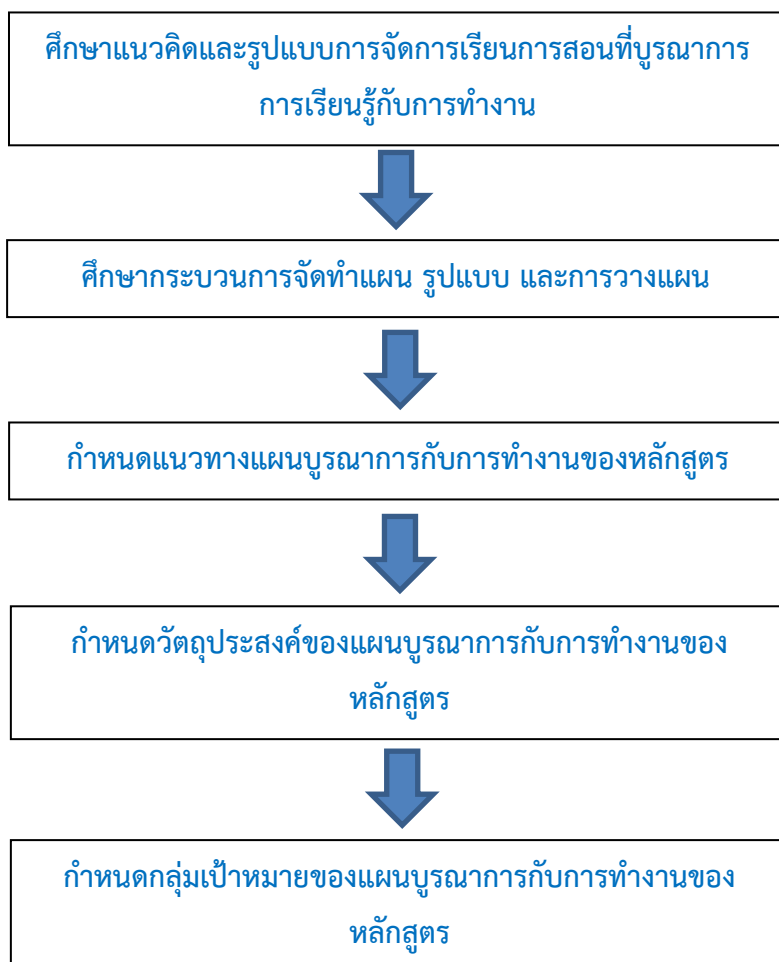 ศึกษาแนวคิดและรูปแบบการจัดการเรียนการสอนที่บูรณาการ
การเรียนรู้กับการทำงาน
ศึกษากระบวนการจัดทำแผน รูปแบบ และการวางแผน
กำหนดแนวทางแผนบูรณาการกับการทำงานของหลักสูตร
กำหนดวัตถุประสงค์ของแผนบูรณาการกับการทำงานของ
หลักสูตร
กำหนดกลุ่มเป้าหมายของแผนบูรณาการกับการทำงานของ
หลักสูตร